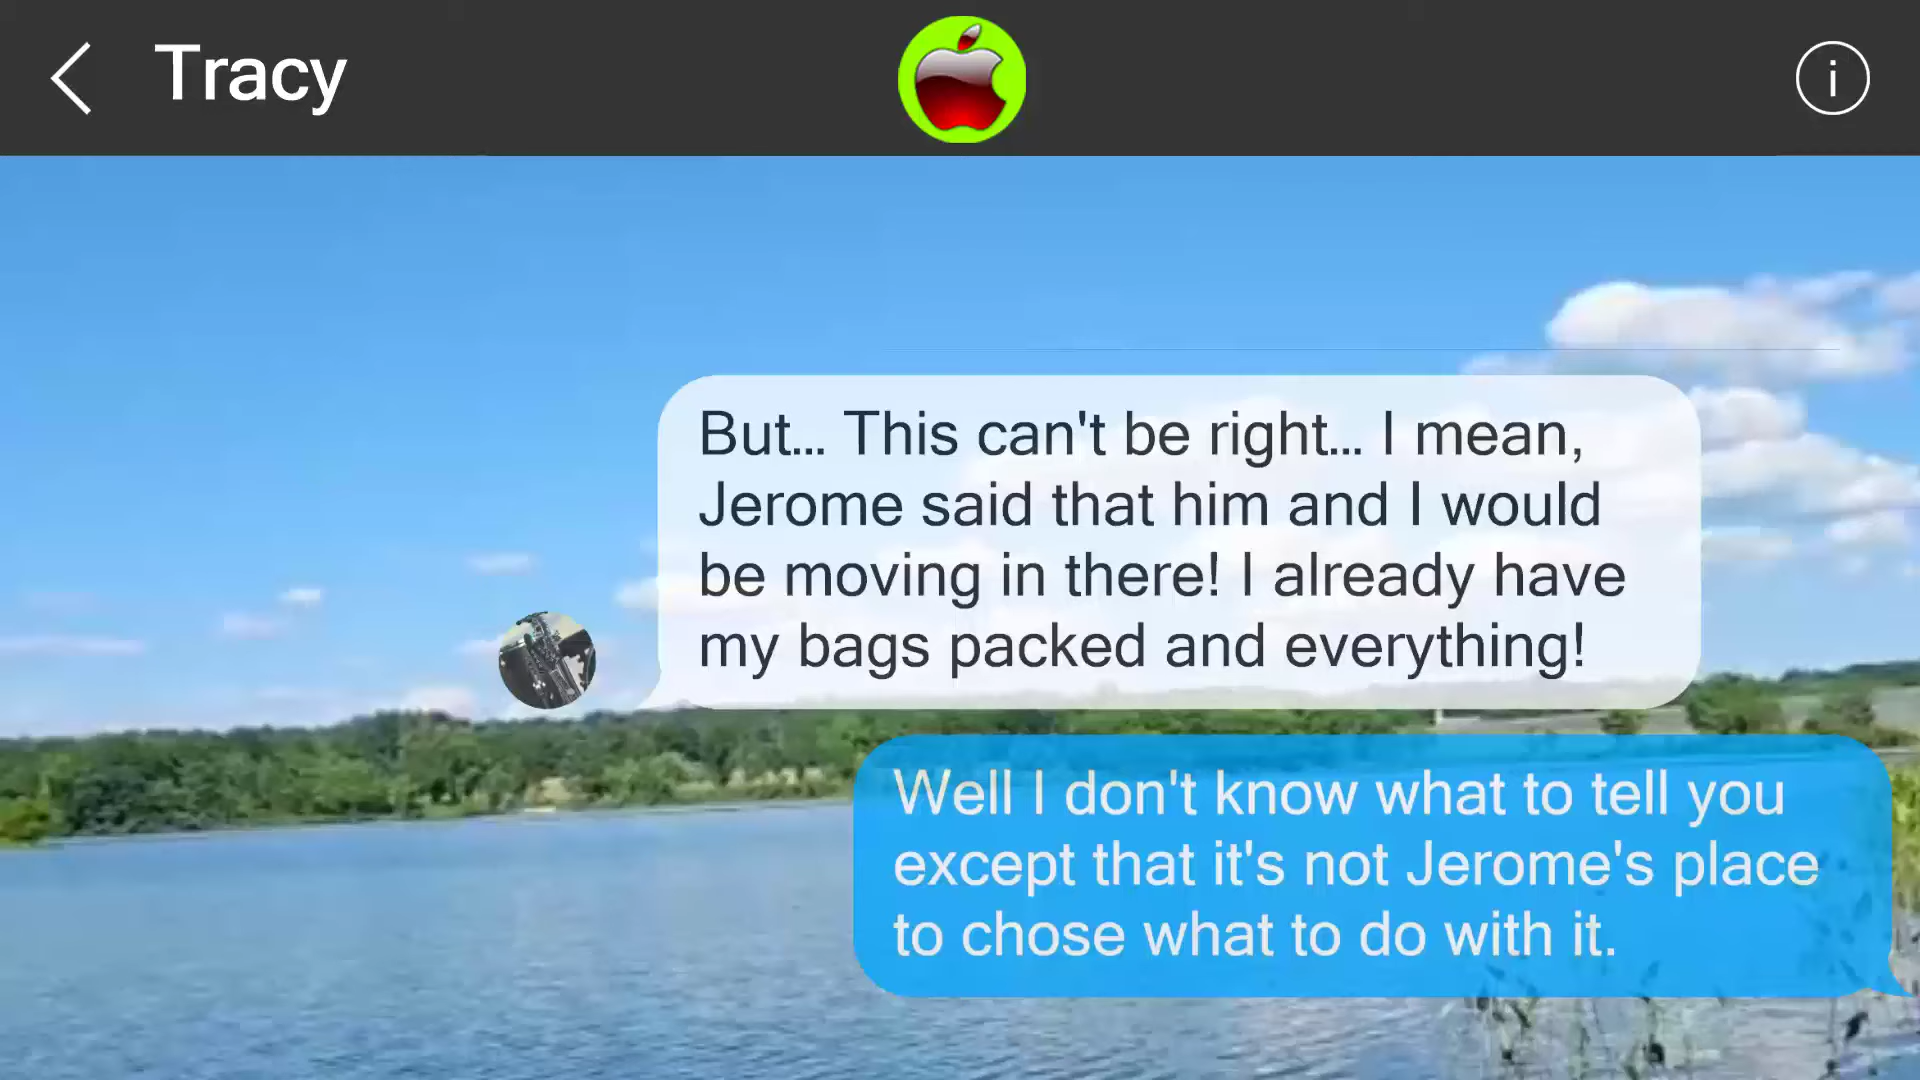 Tracy
i
But... This can't be right... I mean,
Jerome said that him and I would
be moving in there! I already have
my bags packed and everything!
Well I don't know what to tell you
except that it's not Jerome's place
to chose what to do with it.